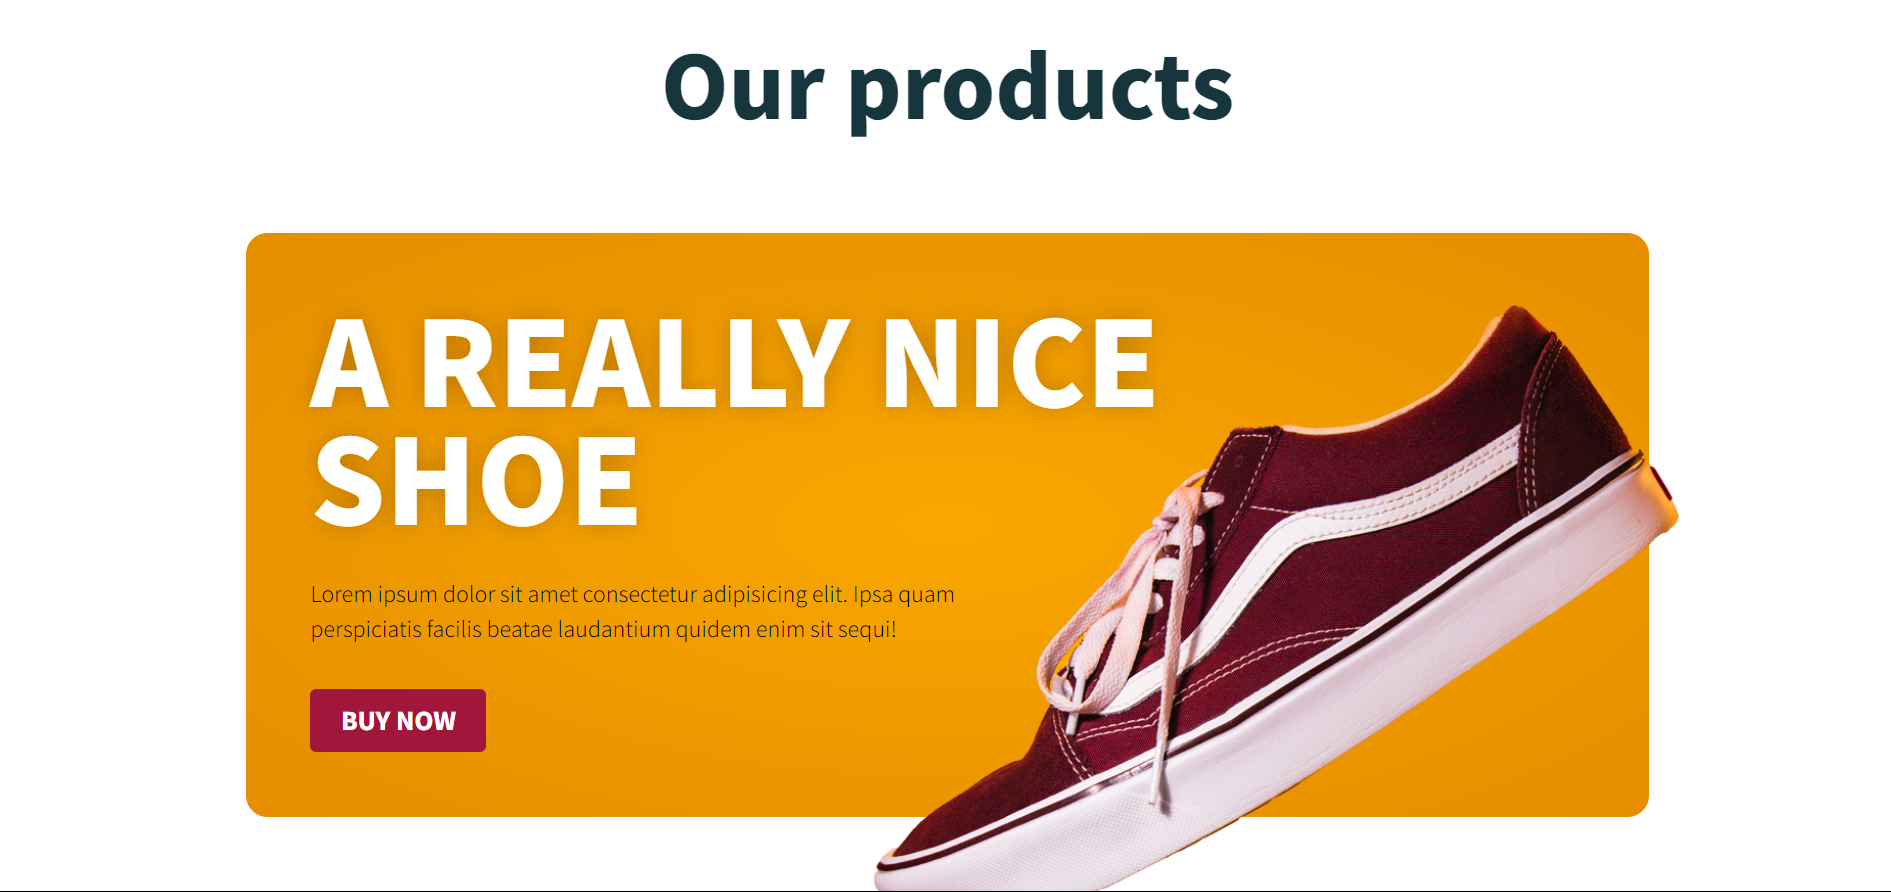 Our products
A REALLY NICE
SHOE
Lorem ipsum dolor sit amet consectetur adipisicing elit. Ipsa quam
perspiciatis facilis beatae laudantium quidem enim sit sequi!
BUY NOW